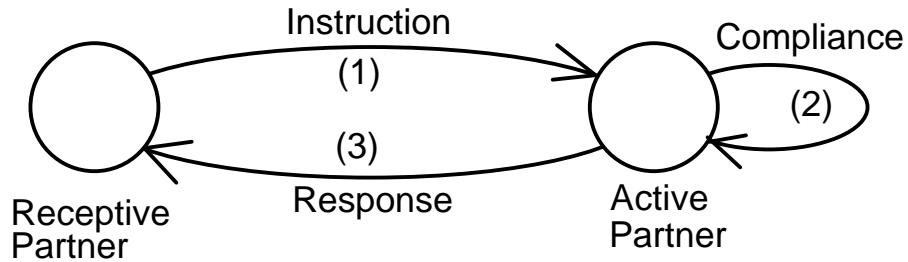 Instruction
(1)
Compliance
(2)
(3)
Response
Receptive
Partner
Active
Partner